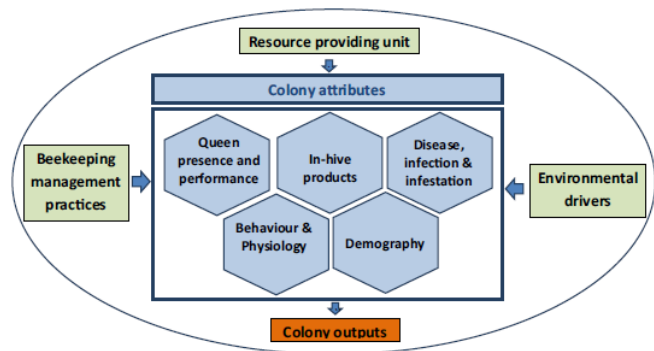 Resource providing unit
Colony attributes
Queen
presence and
performance
In-hive
products
Disease,
infection &
infestation
Beekeeping
management
practices
Environmental
drivers
Behaviour &
Physiology
Demography
Colony outputs